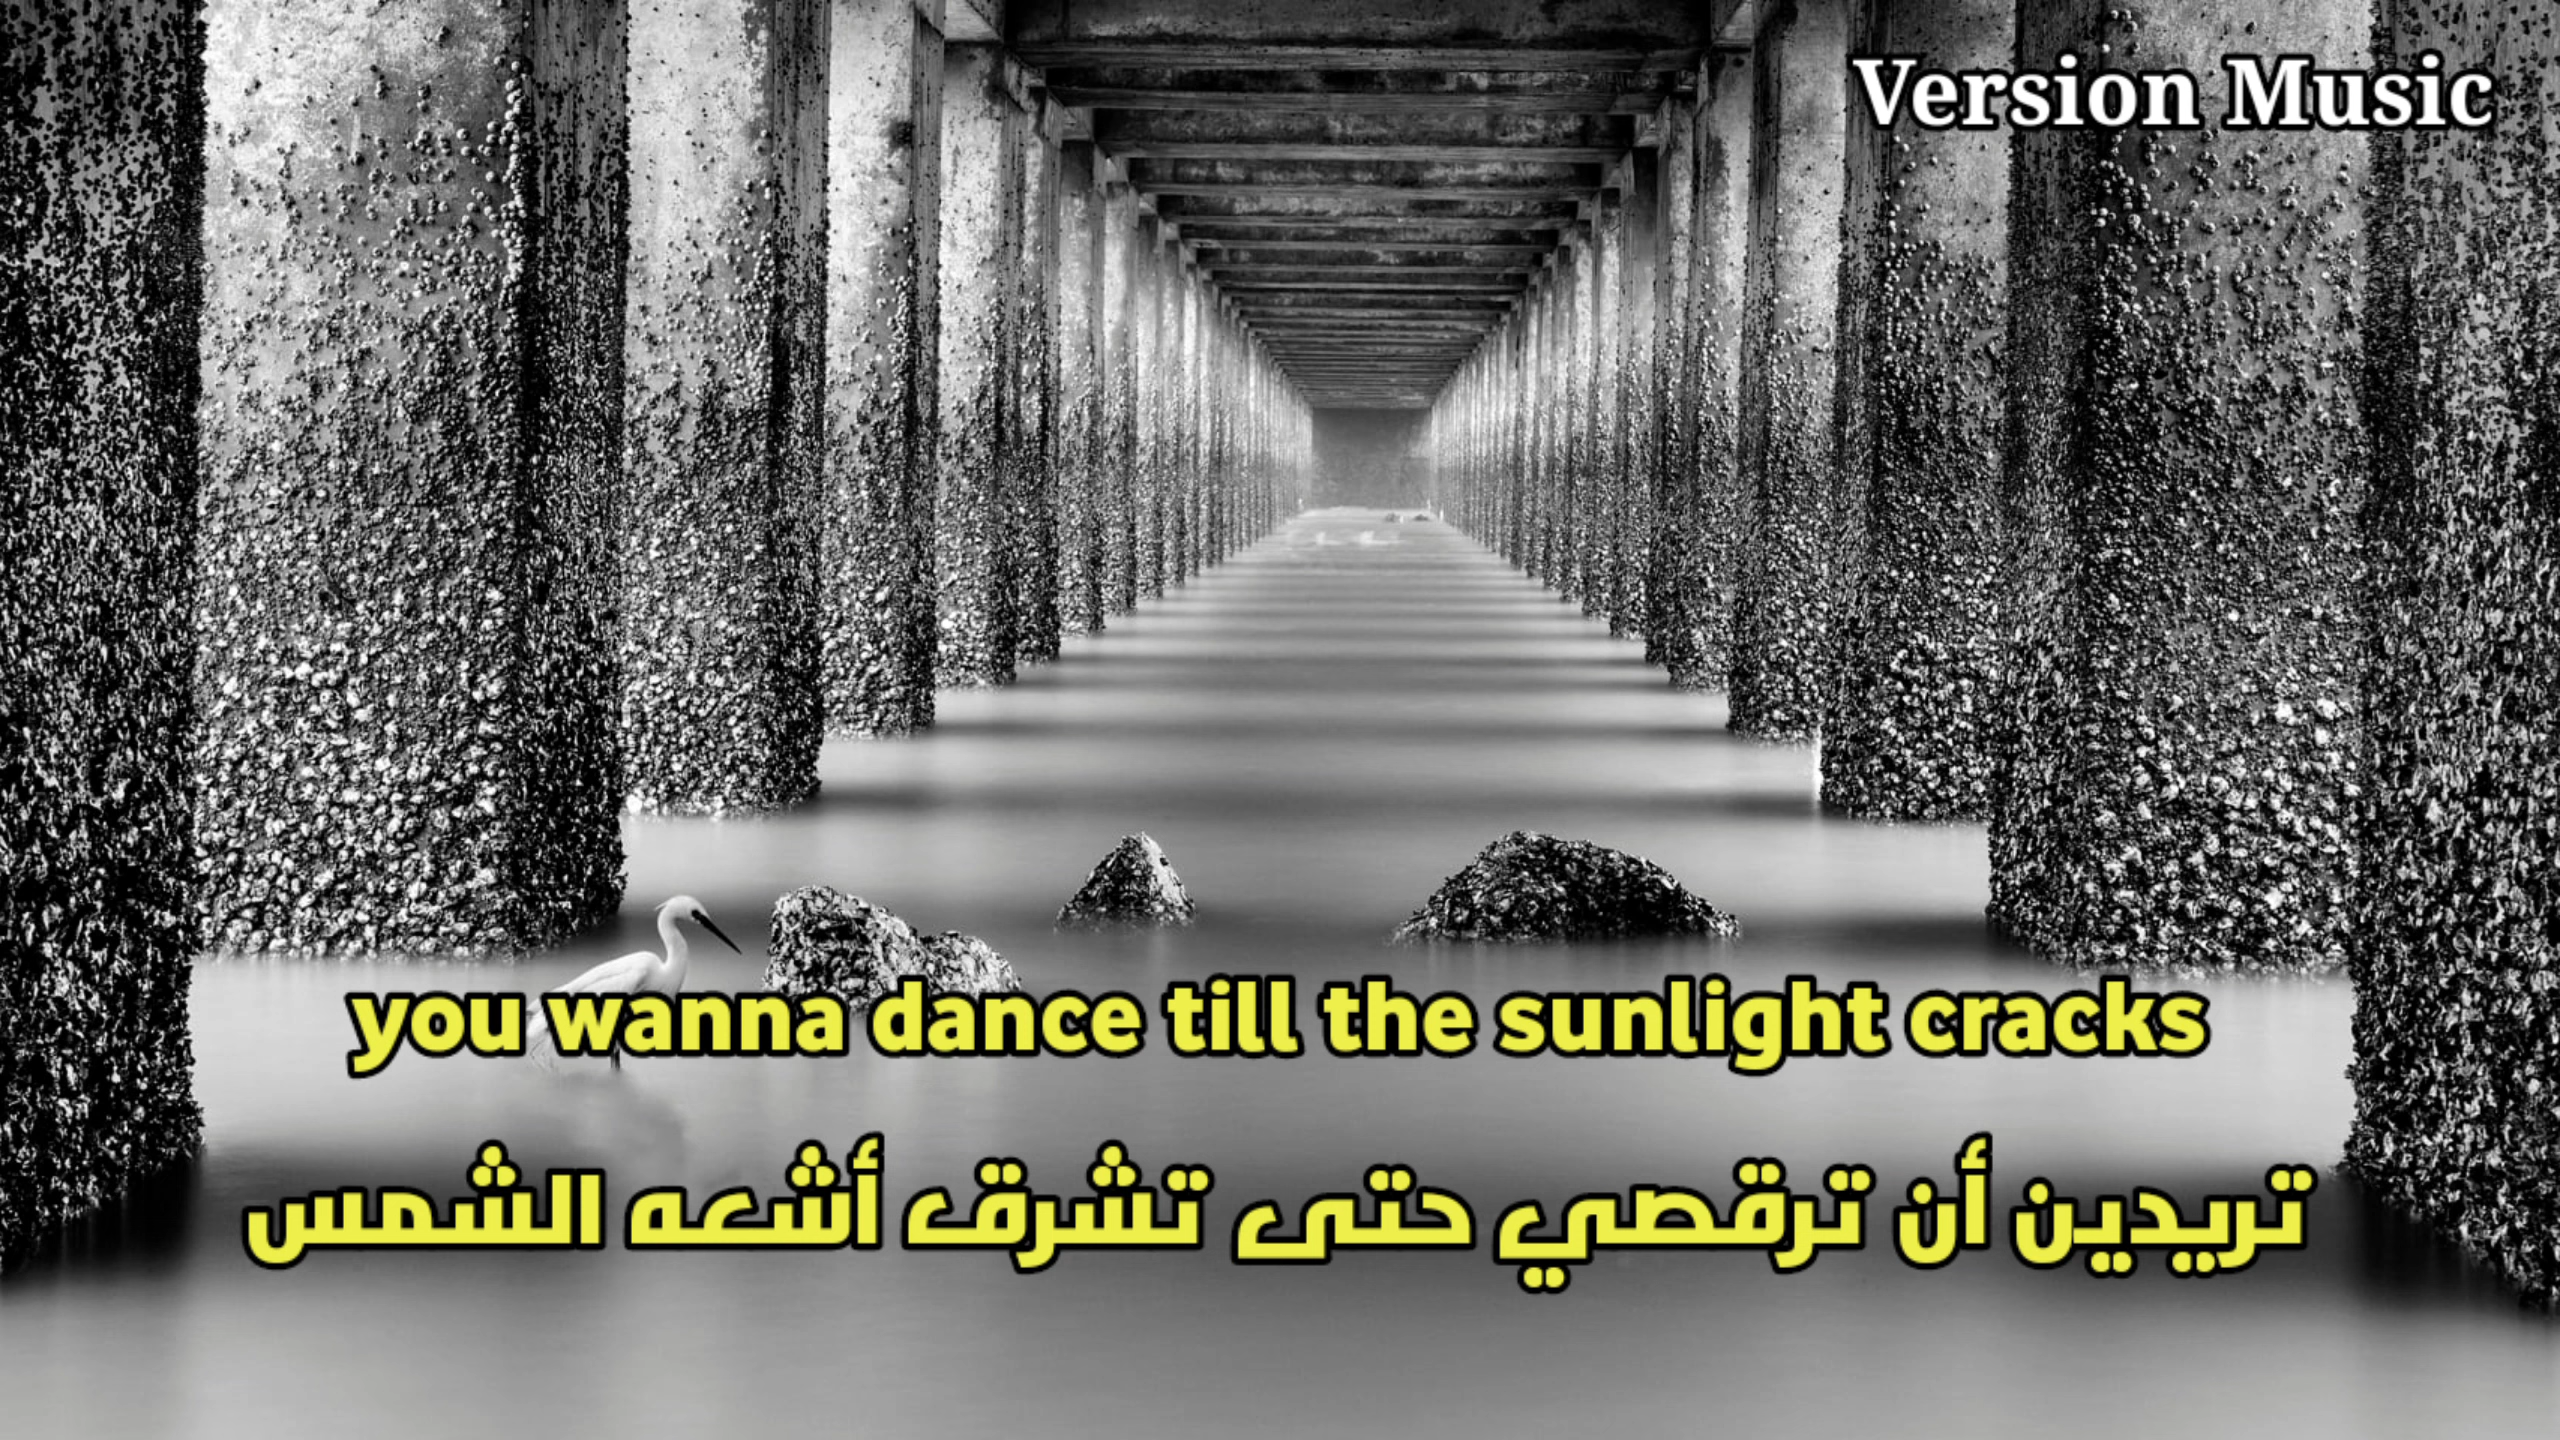 Version Music
you wanna dance till the sunlight cracks
تريدين أن ترقصي حتى تشرق أشعه الشمس